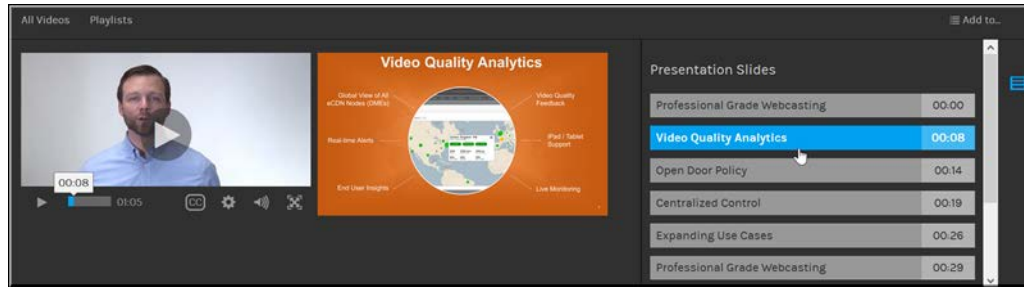 All Videos Playlists Add to...
Video Quality Analytics
Global View of All
eCDN Nodes (DMEs)
Video Quality
Feedback
Real-time Alerts
iPad / Tablet
Support
End User Insights
Live Monitoring
00:08
01:05
CC
Presentation Slides
Professional Grade Webcasting 00:00
Video Quality Analytics 00:08
Open Door Policy 00:14
Centralized Control 00:19
Expanding Use Cases 00:26
Professional Grade Webcasting 00:29